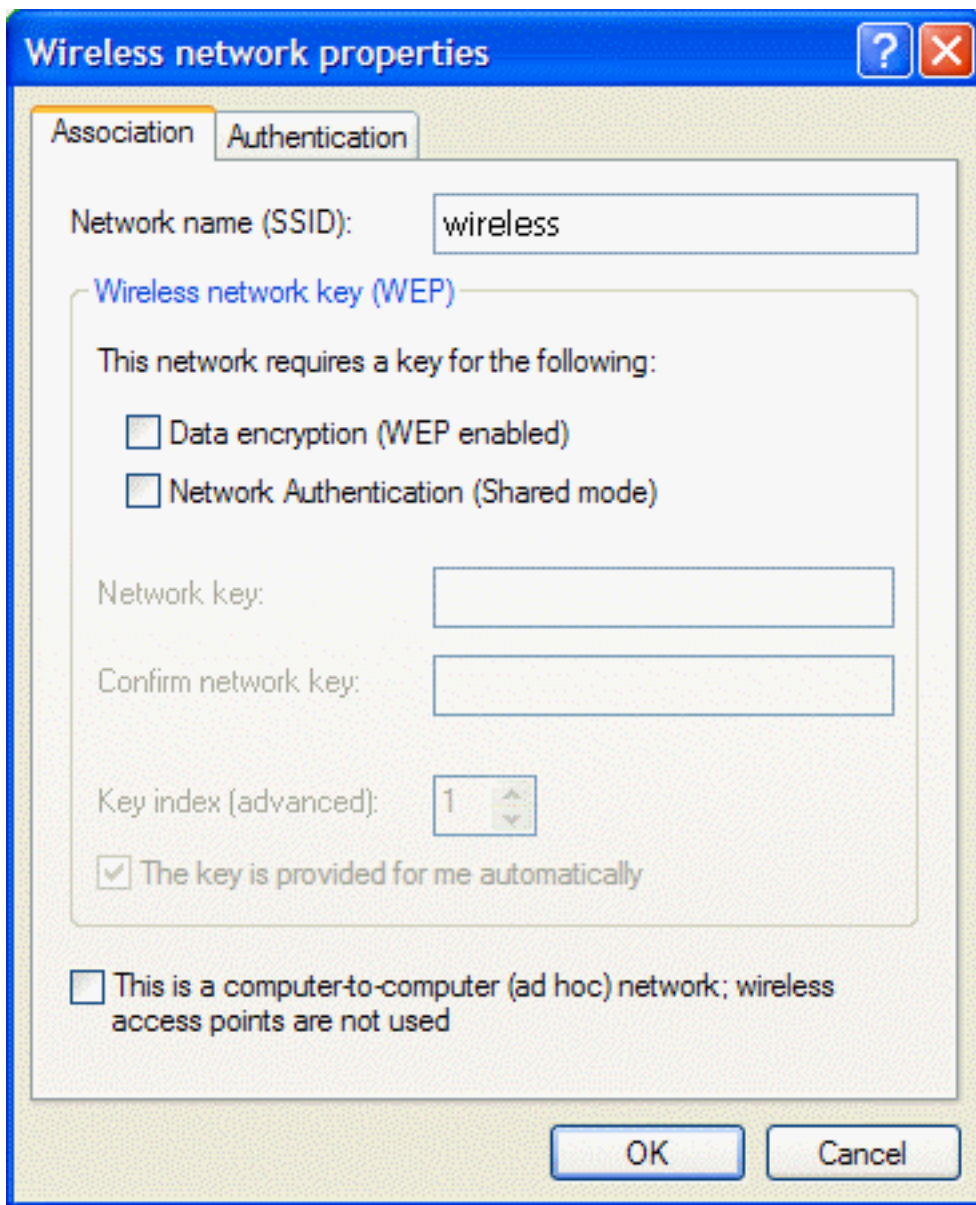 Wireless network properties
Association
Authentication
Network name (SSID):
wireless
Wireless network key (WEP)
This network requires a key for the following:
Data encryption (WEP enabled)
Network Authentication (Shared mode)
Network key:
Confirm network key:
Key index (advanced):
1
The key is provided for me automatically
This is a computer-to-computer (ad hoc) network; wireless
access points are not used
OK
Cancel